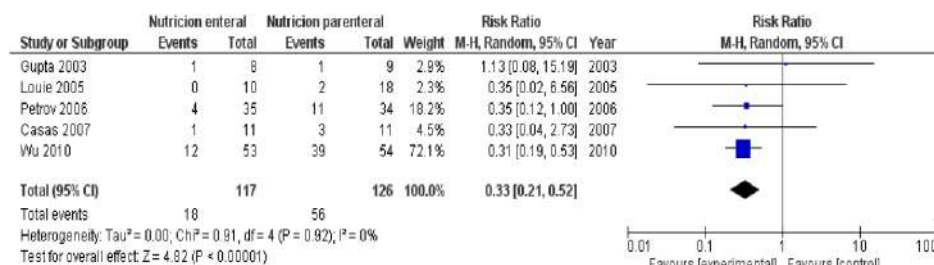 Nutricion enteral Nutricion parenteral Risk Ratio Risk Ratio
Study or Subgroup Events Total Events Total Weight M-H, Random, 95% CI Year M-H, Random, 95% CI
Gupta 2003 1 8 1 9 2.9% 1.13 [0.08, 15.19] 2003
Louie 2005 0 10 2 18 2.3% 0.35 [0.02, 6.56] 2005
Petrov 2006 4 35 11 34 18.2% 0.35 [0.12, 1.00] 2006
Casas 2007 1 11 3 11 4.5% 0.33 [0.04, 2.73] 2007
Wu 2010 12 53 39 54 72.1% 0.31 [0.19, 0.53] 2010
Total (95% CI) 117 126 100.0% 0.33 [0.21, 0.52]
Total events 18 56
Heterogeneity: Tau² = 0.00; Chi² = 0.91, df = 4 (P = 0.92); I² = 0%
Test for overall effect: Z = 4.82 (P < 0.00001)
0.01 0.1 1 10 100
Favours [experimental] Favours [control]